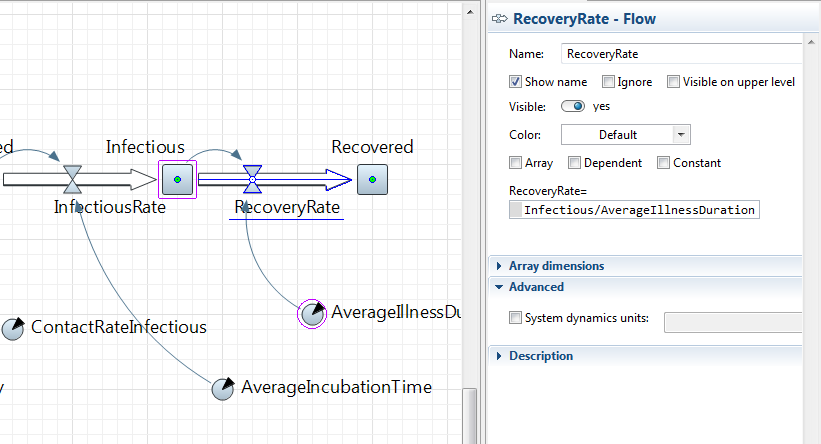 ed
Infectious
Recovered
InfectiousRate
RecoveryRate
AverageIllnessDu
ContactRateInfectious
AverageIncubationTime
y
RecoveryRate - Flow
Name: RecoveryRate
Show name Ignore Visible on upper level
Visible: yes
Color: Default
Array Dependent Constant
RecoveryRate=
Infectious/AverageIllnessDuration
Array dimensions
Advanced
System dynamics units:
Description